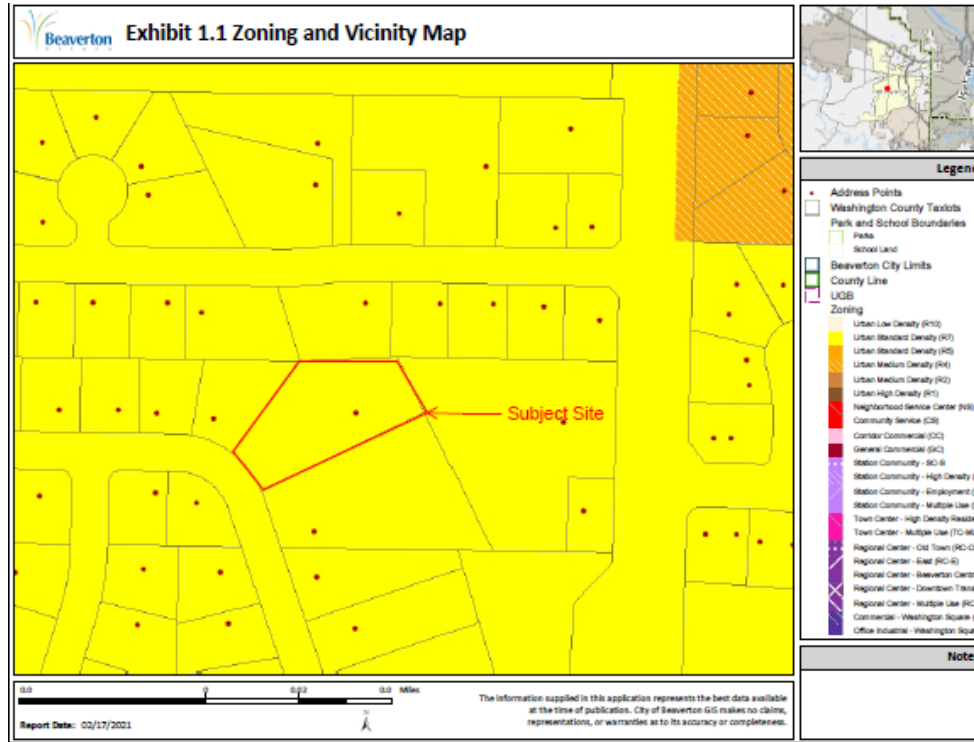 Beaverton
OREGON
Exhibit 1.1 Zoning and Vicinity Map
Subject Site
Legen
Address Points
Washington County Taxlots
Park and School Boundaries
Parks
School Land
Beaverton City Limits
County Line
UGB
Zoning
Urban Low Density (R10)
Urban Standard Density (R7)
Urban Standard Density (R5)
Urban Medium Density (R4)
Urban Medium Density (R2)
Urban High Density (R1)
Neighborhood Service Center (NS)
Community Service (CS)
Corridor Commercial (CC)
General Commercial (GC)
Station Community - SC-S
Station Community - High Density (
Station Community - Employment (
Station Community - Multiple Use (
Town Center - High Density Reside
Town Center - Multiple Use (TC-MU
Regional Center - Old Town (RC-O
Regional Center - East (RC-E)
Regional Center - Beaverton Centr
Regional Center - Downtown Trans
Regional Center - Multiple Use (RC
Commercial - Washington Square (
Office Industrial - Washington Squa
Note
0.0 0 0.02 0.0 Miles
Report Date: 02/17/2021
N
The information supplied in this application represents the best data available
at the time of publication. City of Beaverton GIS makes no claims,
representations, or warranties as to its accuracy or completeness.